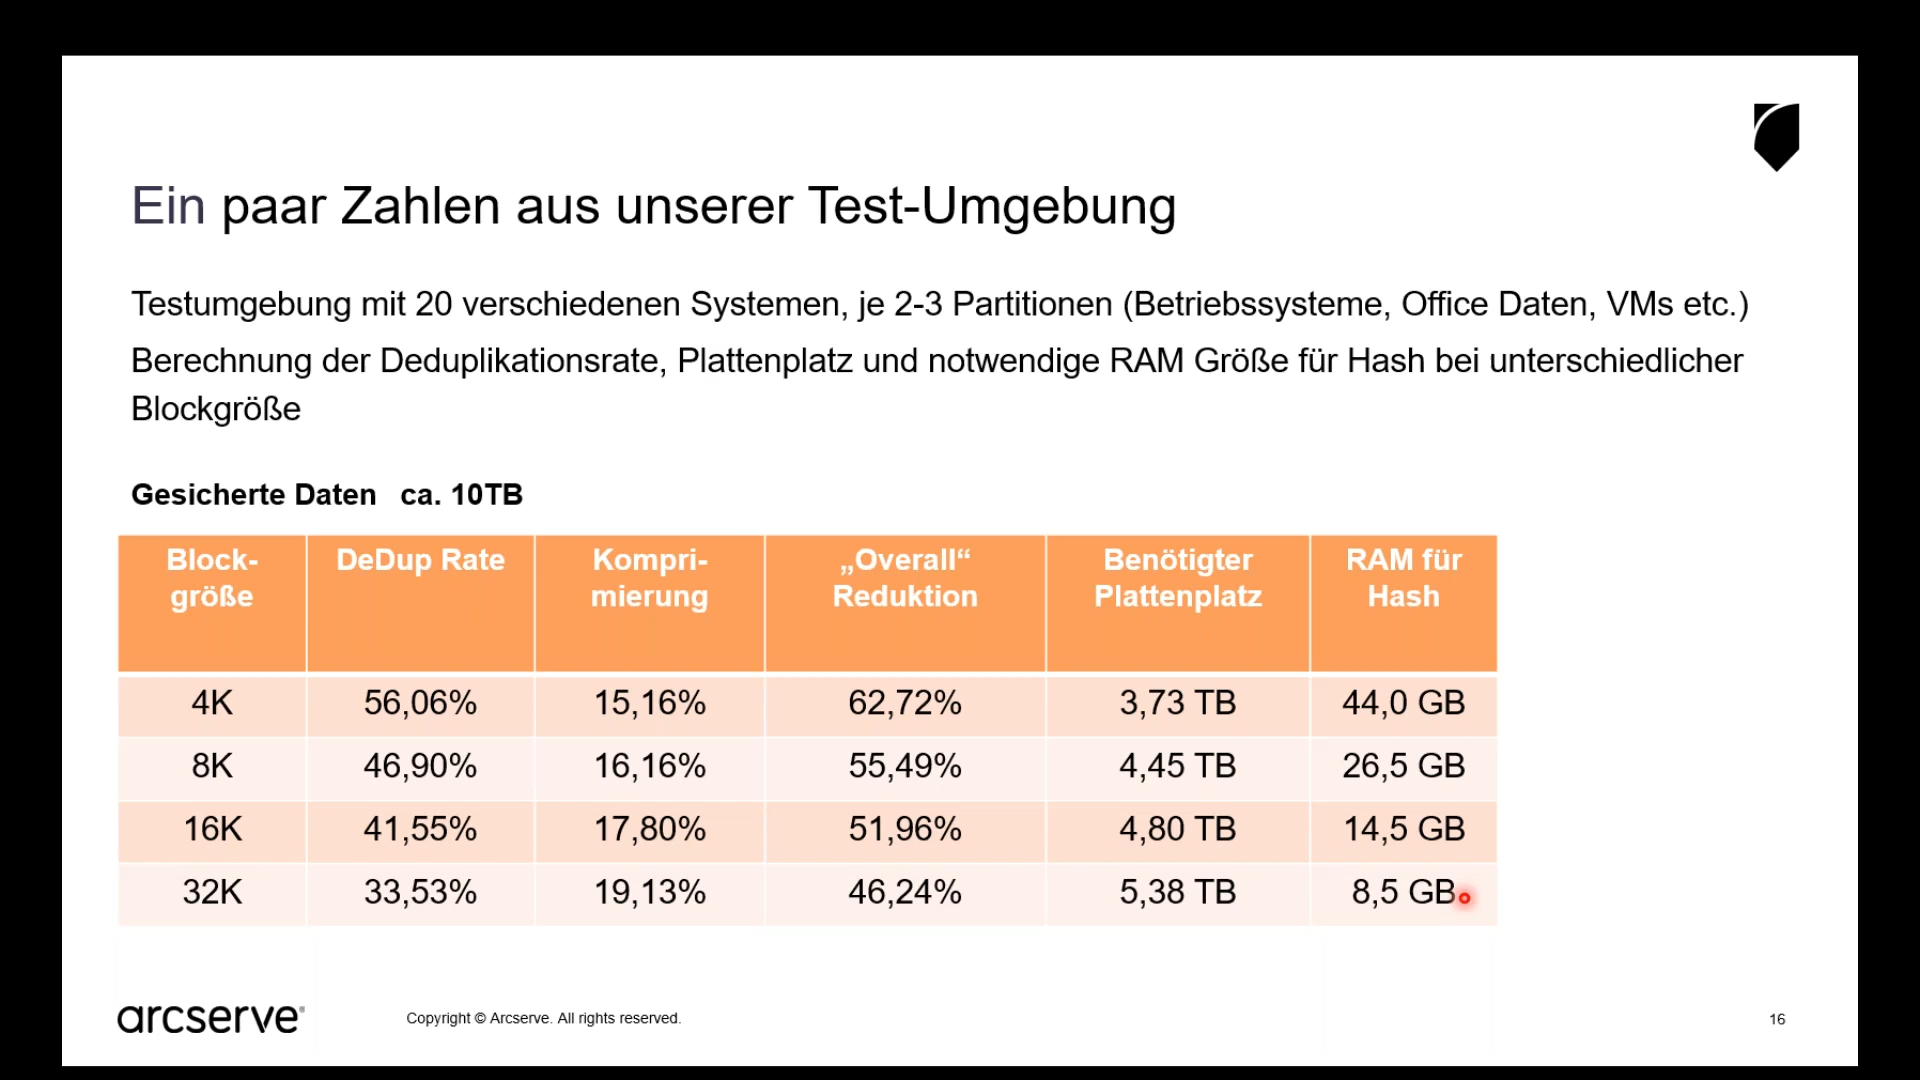 Ein paar Zahlen aus unserer Test-Umgebung
Testumgebung mit 20 verschiedenen Systemen, je 2-3 Partitionen (Betriebssysteme, Office Daten, VMs etc.)
Berechnung der Deduplikationsrate, Plattenplatz und notwendige RAM Größe für Hash bei unterschiedlicher
Blockgröße
Gesicherte Daten ca. 10TB
Block-
größe
DeDup Rate
Kompri-
mierung
„Overall“
Reduktion
Benötigter
Plattenplatz
RAM für
Hash
4K 56,06% 15,16% 62,72% 3,73 TB 44,0 GB
8K 46,90% 16,16% 55,49% 4,45 TB 26,5 GB
16K 41,55% 17,80% 51,96% 4,80 TB 14,5 GB
32K 33,53% 19,13% 46,24% 5,38 TB 8,5 GB
arcserve
Copyright © Arcserve. All rights reserved.
16